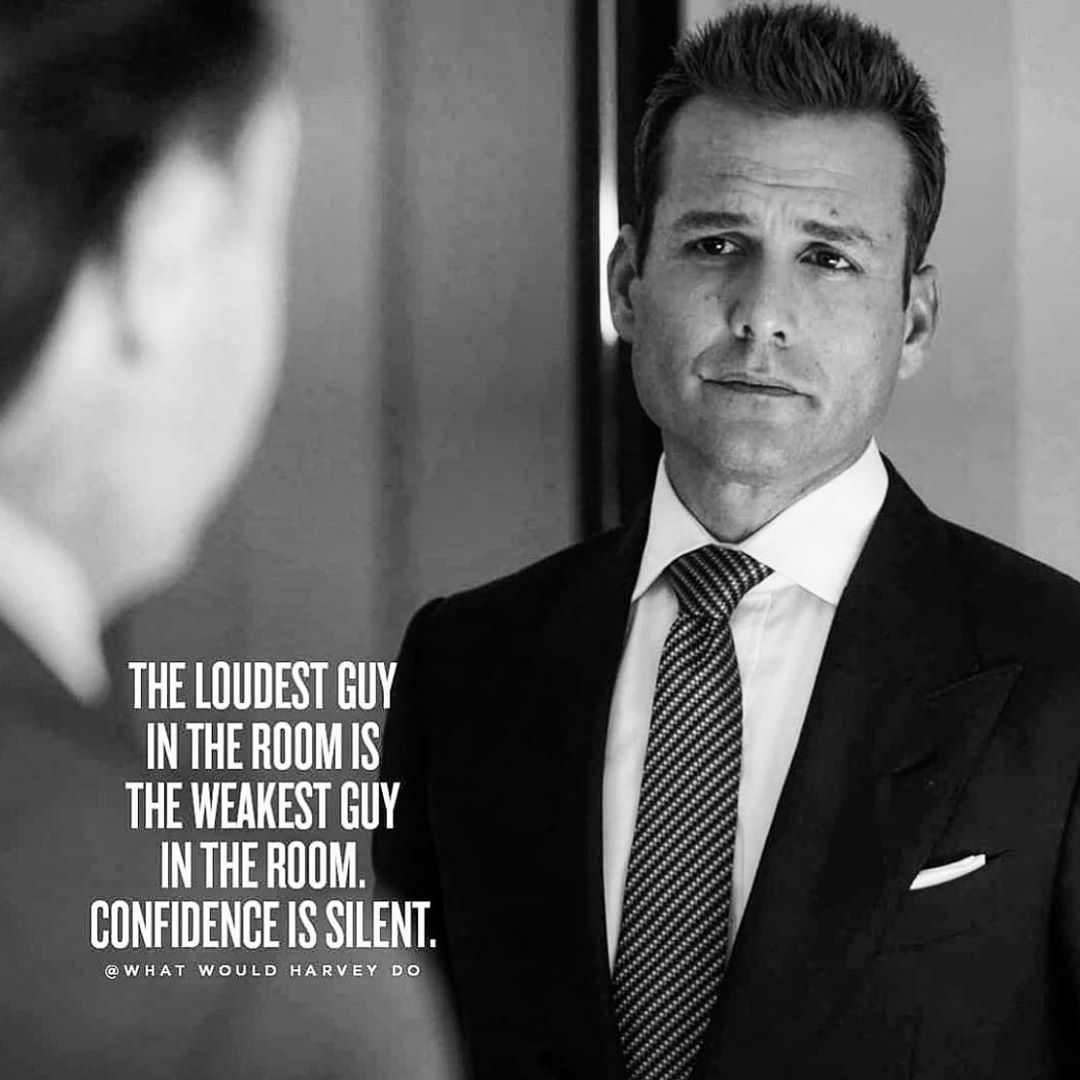 THE LOUDEST GUY
IN THE ROOM IS
THE WEAKEST GUY
IN THE ROOM.
CONFIDENCE IS SILENT.
@WHAT WOULD HARVEY DO